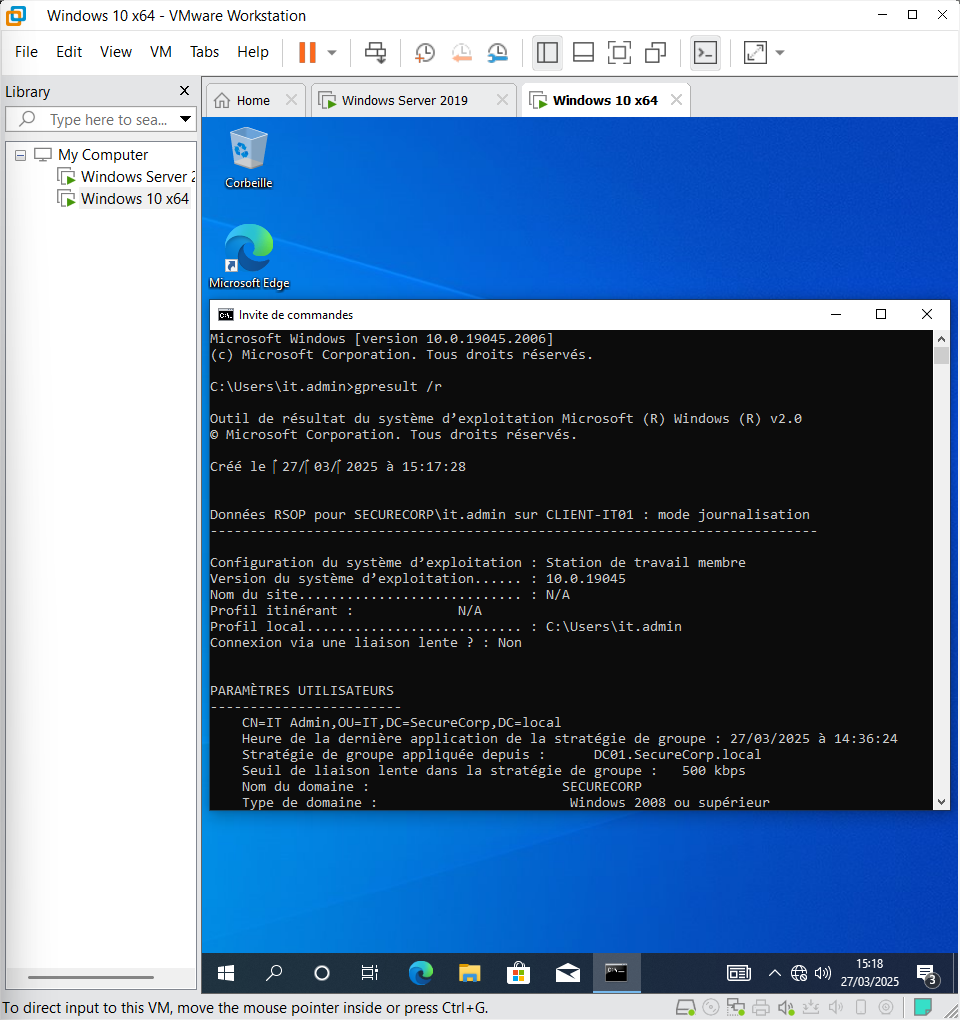 Windows 10 x64 - VMware Workstation
File Edit View VM Tabs Help
Library
Type here to sea...
Home
Windows Server 2019
Windows 10 x64
My Computer
Windows Server 2
Windows 10 x64
Corbeille
Microsoft Edge
Invite de commandes
Microsoft Windows [version 10.0.19045.2006]
(c) Microsoft Corporation. Tous droits réservés.
C:\Users\it.admin>gpresult /r
Outil de résultat du système d’exploitation Microsoft (R) Windows (R) v2.0
© Microsoft Corporation. Tous droits réservés.
Créé le 27/ 03/ 2025 à 15:17:28
Données RSOP pour SECURECORP\it.admin sur CLIENT-IT01 : mode journalisation
----------------------------------------------------------------------------
Configuration du système d’exploitation : Station de travail membre
Version du système d’exploitation...... : 10.0.19045
Nom du site............................ : N/A
Profil itinérant : N/A
Profil local........................... : C:\Users\it.admin
Connexion via une liaison lente ? : Non
PARAMÈTRES UTILISATEURS
------------------------
CN=IT Admin,OU=IT,DC=SecureCorp,DC=local
Heure de la dernière application de la stratégie de groupe : 27/03/2025 à 14:36:24
Stratégie de groupe appliquée depuis : DC01.SecureCorp.local
Seuil de liaison lente dans la stratégie de groupe : 500 kbps
Nom du domaine : SECURECORP
Type de domaine : Windows 2008 ou supérieur
15:18
27/03/2025
3
To direct input to this VM, move the mouse pointer inside or press Ctrl+G.